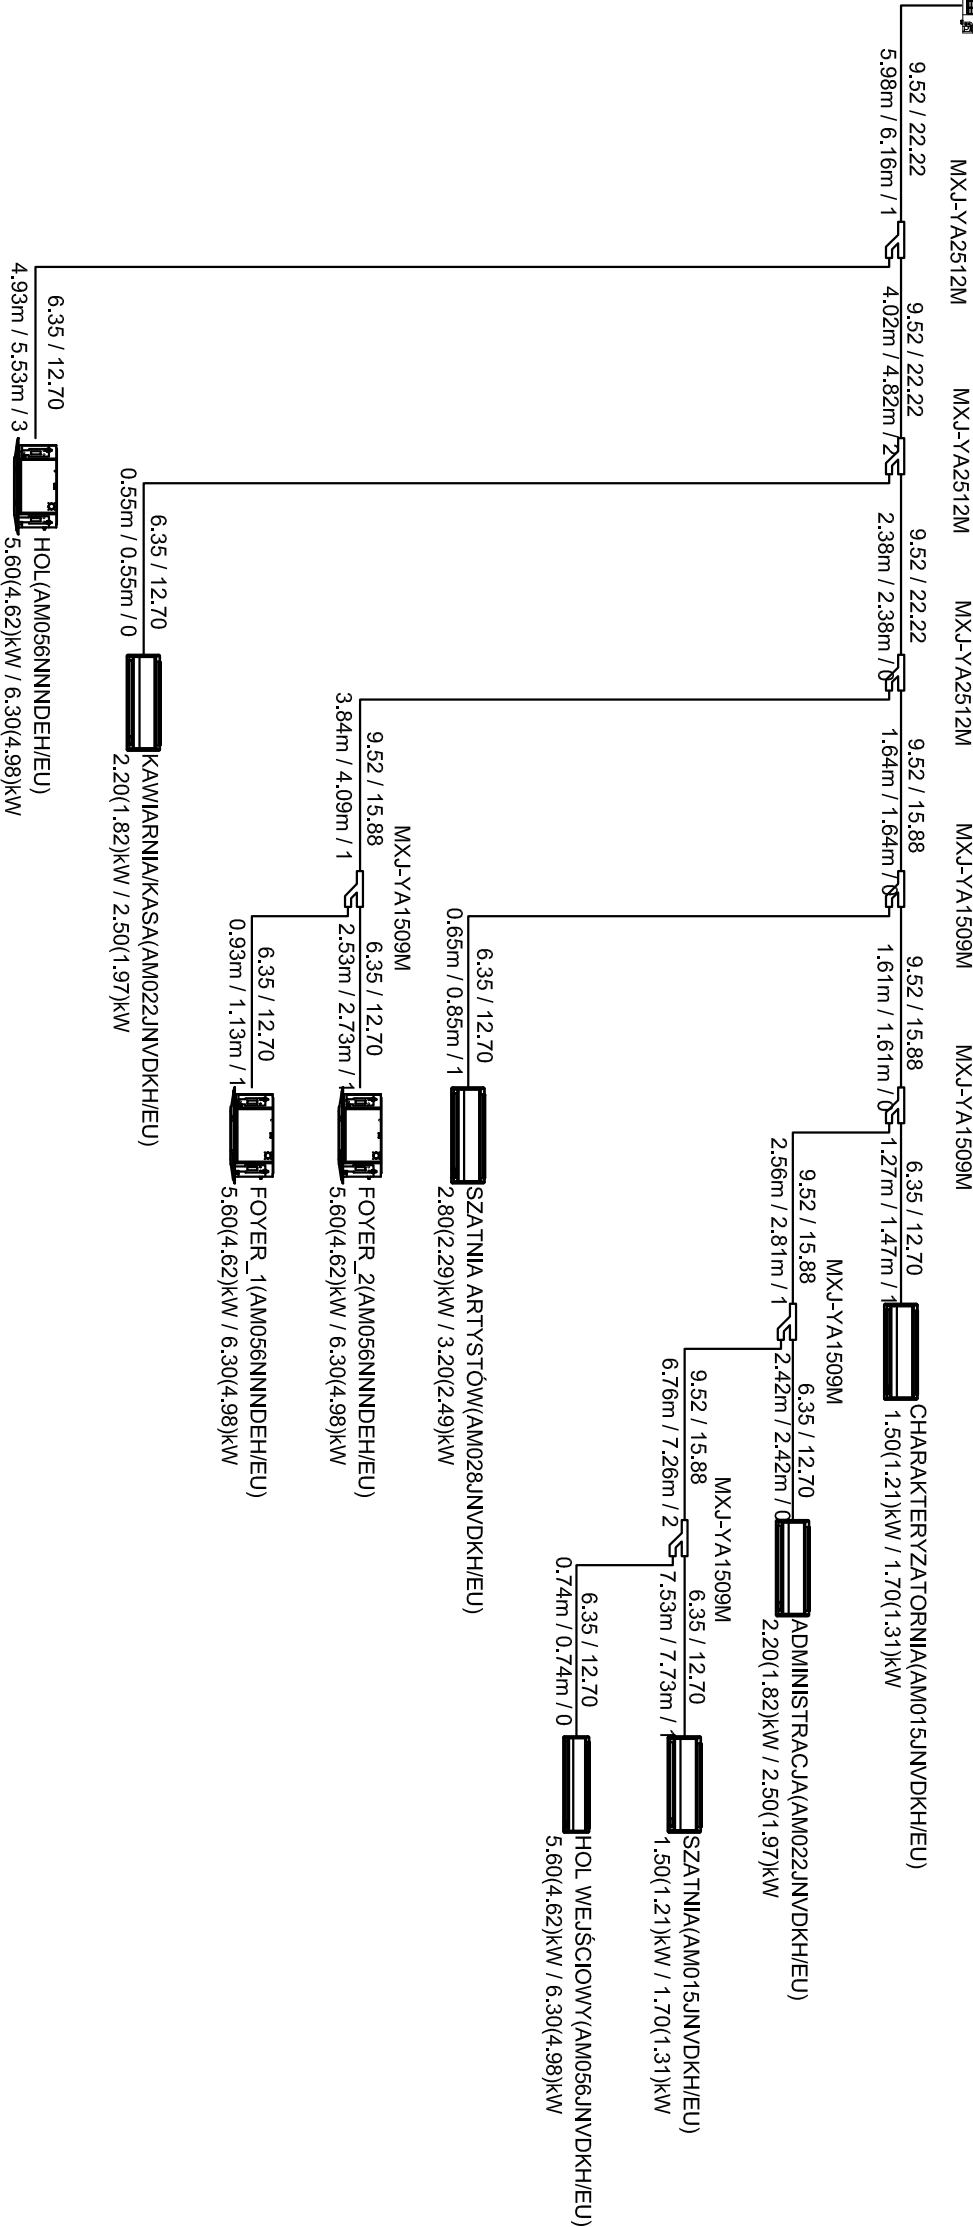 MXJ-YA2512M
9.52 / 22.22
5.98m / 6.16m / 1
MXJ-YA2512M
9.52 / 22.22
4.02m / 4.82m / 2
MXJ-YA2512M
9.52 / 22.22
2.38m / 2.38m / 0
MXJ-YA1509M
9.52 / 15.88
1.64m / 1.64m / 0
MXJ-YA1509M
9.52 / 15.88
1.61m / 1.61m / 0
6.35 / 12.70
1.27m / 1.47m / 1
CHARAKTERYZATORNIA(AM015JNVDKH/EU)
1.50(1.21)kW / 1.70(1.31)kW
MXJ-YA1509M
9.52 / 15.88
2.56m / 2.81m / 1
6.35 / 12.70
2.42m / 2.42m / 0
ADMINISTRACJA(AM022JNVDKH/EU)
2.20(1.82)kW / 2.50(1.97)kW
MXJ-YA1509M
9.52 / 15.88
6.76m / 7.26m / 2
6.35 / 12.70
7.53m / 7.73m / 1
SZATNIA(AM015JNVDKH/EU)
1.50(1.21)kW / 1.70(1.31)kW
6.35 / 12.70
0.74m / 0.74m / 0
HOL WEJŚCIOWY(AM056JNVDKH/EU)
5.60(4.62)kW / 6.30(4.98)kW
6.35 / 12.70
0.65m / 0.85m / 1
SZATNIA ARTYSTÓW(AM028JNVDKH/EU)
2.80(2.29)kW / 3.20(2.49)kW
MXJ-YA1509M
9.52 / 15.88
3.84m / 4.09m / 1
6.35 / 12.70
2.53m / 2.73m / 1
FOYER_2(AM056NNNDEH/EU)
5.60(4.62)kW / 6.30(4.98)kW
6.35 / 12.70
0.93m / 1.13m / 1
FOYER_1(AM056NNNDEH/EU)
5.60(4.62)kW / 6.30(4.98)kW
6.35 / 12.70
0.55m / 0.55m / 0
KAWIARNIA/KASA(AM022JNVDKH/EU)
2.20(1.82)kW / 2.50(1.97)kW
6.35 / 12.70
4.93m / 5.53m / 3
HOL(AM056NNNDEH/EU)
5.60(4.62)kW / 6.30(4.98)kW